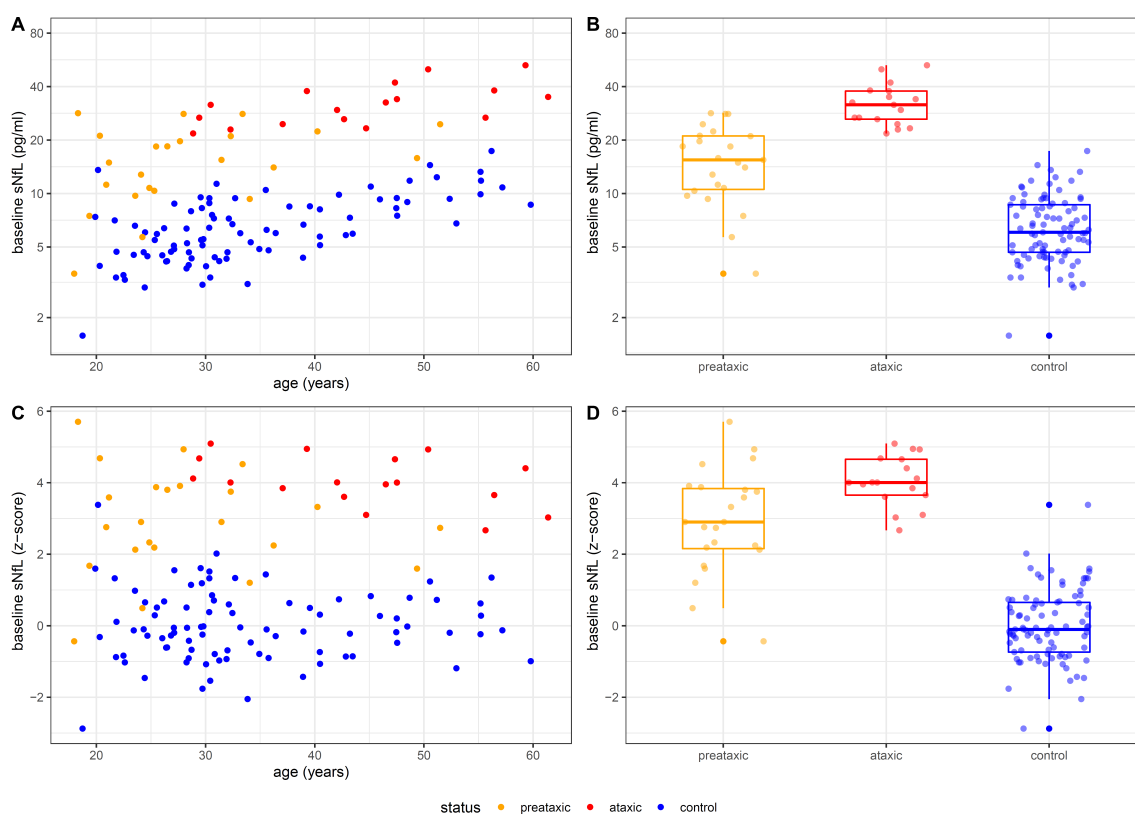 A
baseline sNfL (pg/ml)
80
40
20
10
5
2
20 30 40 50 60
age (years)
B
baseline sNfL (pg/ml)
80
40
20
10
5
2
preataxic ataxic control
C
baseline sNfL (z-score)
6
4
2
0
−2
20 30 40 50 60
age (years)
D
baseline sNfL (z-score)
6
4
2
0
−2
preataxic ataxic control
status preataxic ataxic control